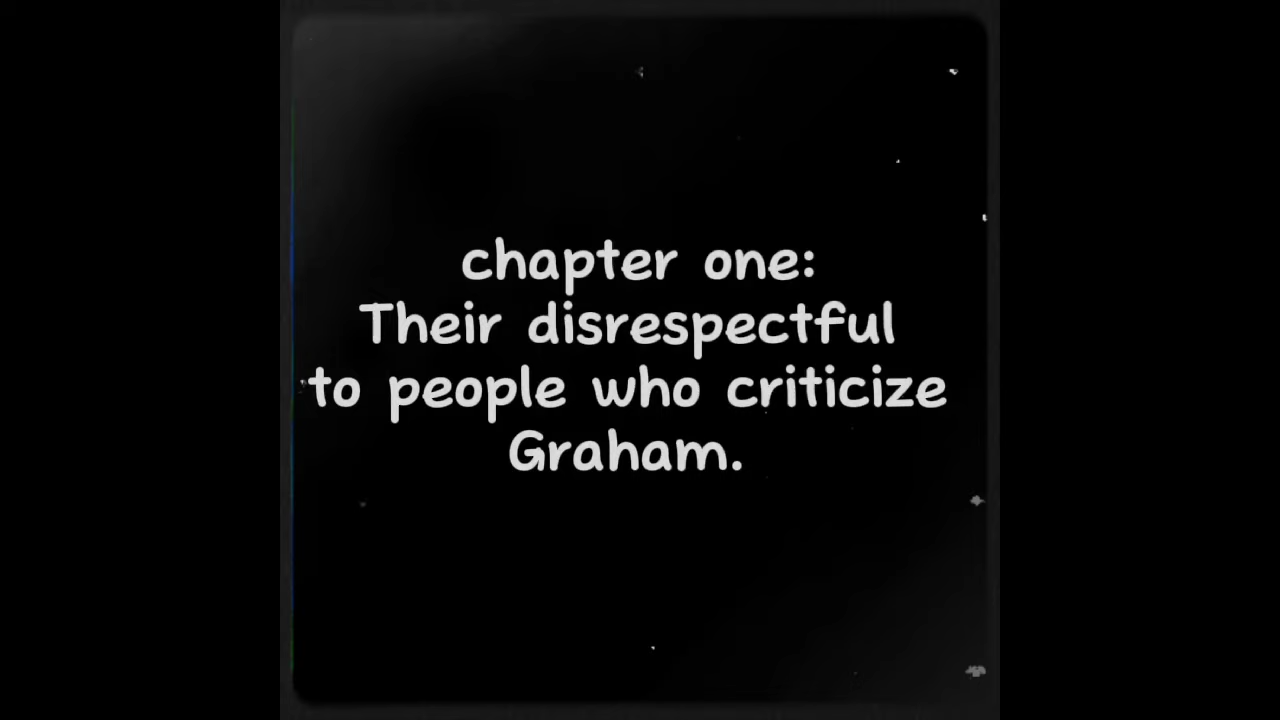 chapter one:
Their disrespectful
to people who criticize
Graham.